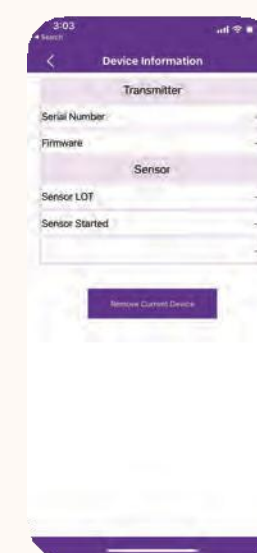 3:03
Search
Device Information
Transmitter
Serial Number -
Firmware -
Sensor
Sensor LOT -
Sensor Started -
-
Remove Current Device